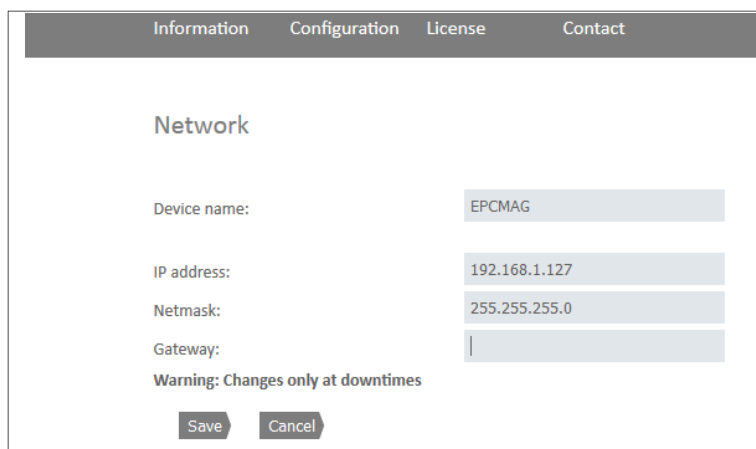 Information Configuration License Contact
Network
Device name: EPCMAG
IP address: 192.168.1.127
Netmask: 255.255.255.0
Gateway:
Warning: Changes only at downtimes
Save Cancel